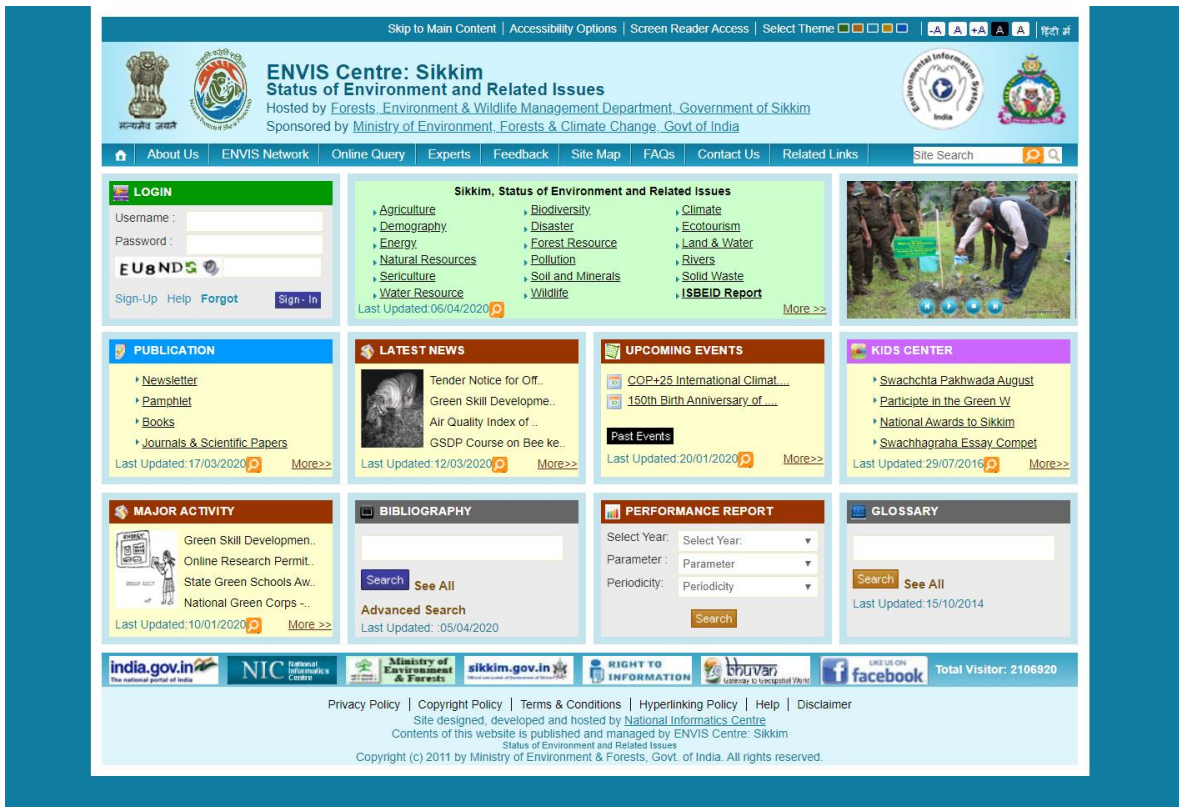 Skip to Main Content | Accessibility Options | Screen Reader Access | Select Theme -A A +A A A हिंदी में
सत्यमेव जयते
ENVIS Centre: Sikkim
Status of Environment and Related Issues
Hosted by Forests, Environment & Wildlife Management Department, Government of Sikkim
Sponsored by Ministry of Environment, Forests & Climate Change, Govt of India
Environmental Information System
India
About Us ENVIS Network Online Query Experts Feedback Site Map FAQs Contact Us Related Links Site Search
LOGIN
Username :
Password :
EU8NDS
Sign-Up Help Forgot Sign - In
Sikkim, Status of Environment and Related Issues
Agriculture Biodiversity Climate
Demography Disaster Ecotourism
Energy Forest Resource Land & Water
Natural Resources Pollution Rivers
Sericulture Soil and Minerals Solid Waste
Water Resource Wildlife ISBEID Report
Last Updated:06/04/2020 More >>
PUBLICATION
Newsletter
Pamphlet
Books
Journals & Scientific Papers
Last Updated:17/03/2020 More>>
LATEST NEWS
Tender Notice for Off..
Green Skill Developme..
Air Quality Index of ..
GSDP Course on Bee ke..
Last Updated:12/03/2020 More>>
UPCOMING EVENTS
COP+25 International Climat....
150th Birth Anniversary of ....
Past Events
Last Updated:20/01/2020 More>>
KIDS CENTER
Swachchta Pakhwada August
Participte in the Green W
National Awards to Sikkim
Swachhagraha Essay Compet
Last Updated:29/07/2016 More>>
MAJOR ACTIVITY
ENERGY
Green Skill Developmen..
Online Research Permit..
State Green Schools Aw..
National Green Corps -..
Last Updated:10/01/2020 More >>
BIBLIOGRAPHY
Search See All
Advanced Search
Last Updated: :05/04/2020
PERFORMANCE REPORT
Select Year: Select Year:
Parameter : Parameter
Periodicity: Periodicity
Search
GLOSSARY
Search See All
Last Updated:15/10/2014
india.gov.in
The national portal of India
NIC National Informatics Centre
Ministry of Environment & Forests
sikkim.gov.in
RIGHT TO INFORMATION
bhuvan
Gateway to Geospatial World
LIKE US ON
facebook
Total Visitor: 2106920
Privacy Policy | Copyright Policy | Terms & Conditions | Hyperlinking Policy | Help | Disclaimer
Site designed, developed and hosted by National Informatics Centre
Contents of this website is published and managed by ENVIS Centre: Sikkim
Status of Environment and Related Issues
Copyright (c) 2011 by Ministry of Environment & Forests, Govt. of India. All rights reserved.